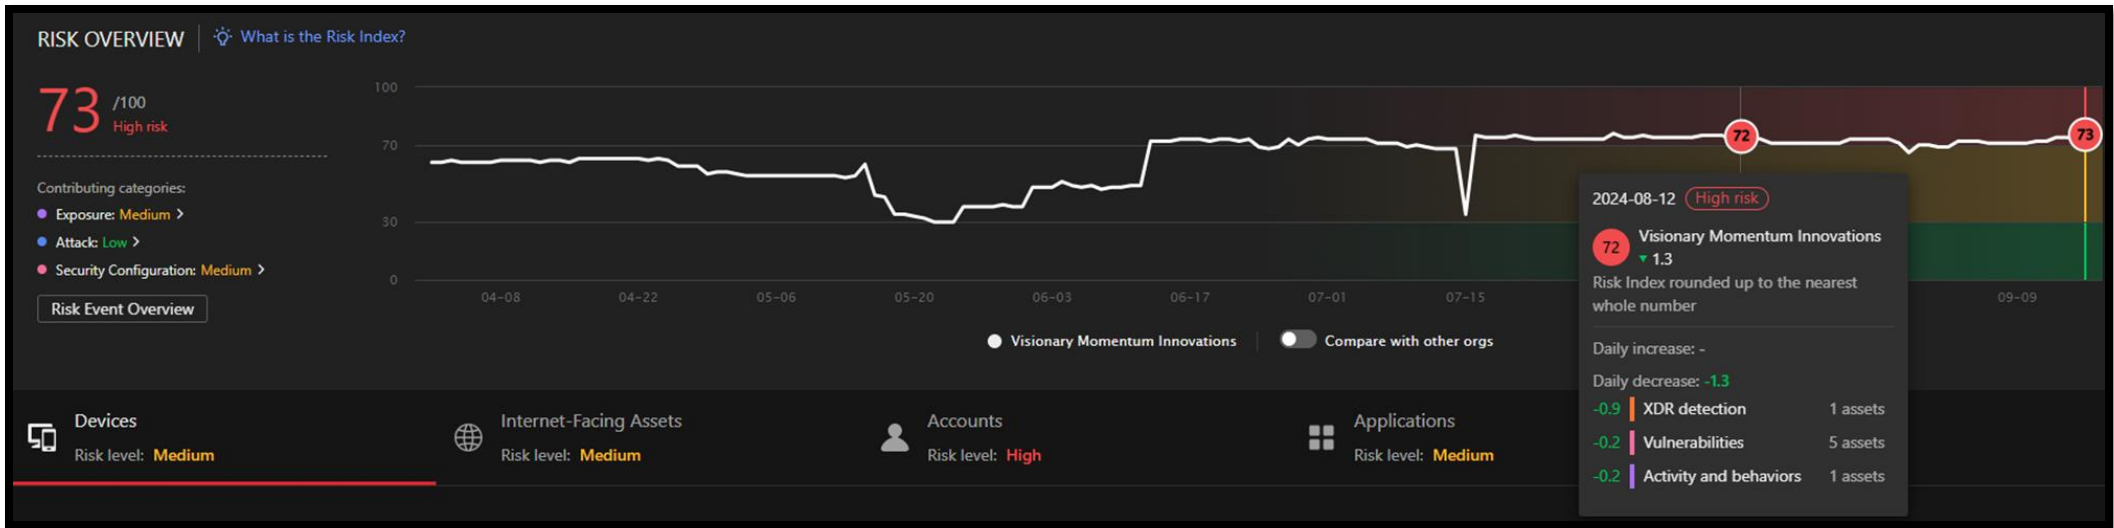 RISK OVERVIEW
What is the Risk Index?
73 /100
High risk
Contributing categories:
Exposure: Medium >
Attack: Low >
Security Configuration: Medium >
Risk Event Overview
100
70
30
0
04-08 04-22 05-06 05-20 06-03 06-17 07-01 07-15 09-09
72
73
Visionary Momentum Innovations
Compare with other orgs
2024-08-12 High risk
72 Visionary Momentum Innovations
1.3
Risk Index rounded up to the nearest
whole number
Daily increase: -
Daily decrease: -1.3
-0.9 XDR detection 1 assets
-0.2 Vulnerabilities 5 assets
-0.2 Activity and behaviors 1 assets
Devices
Risk level: Medium
Internet-Facing Assets
Risk level: Medium
Accounts
Risk level: High
Applications
Risk level: Medium